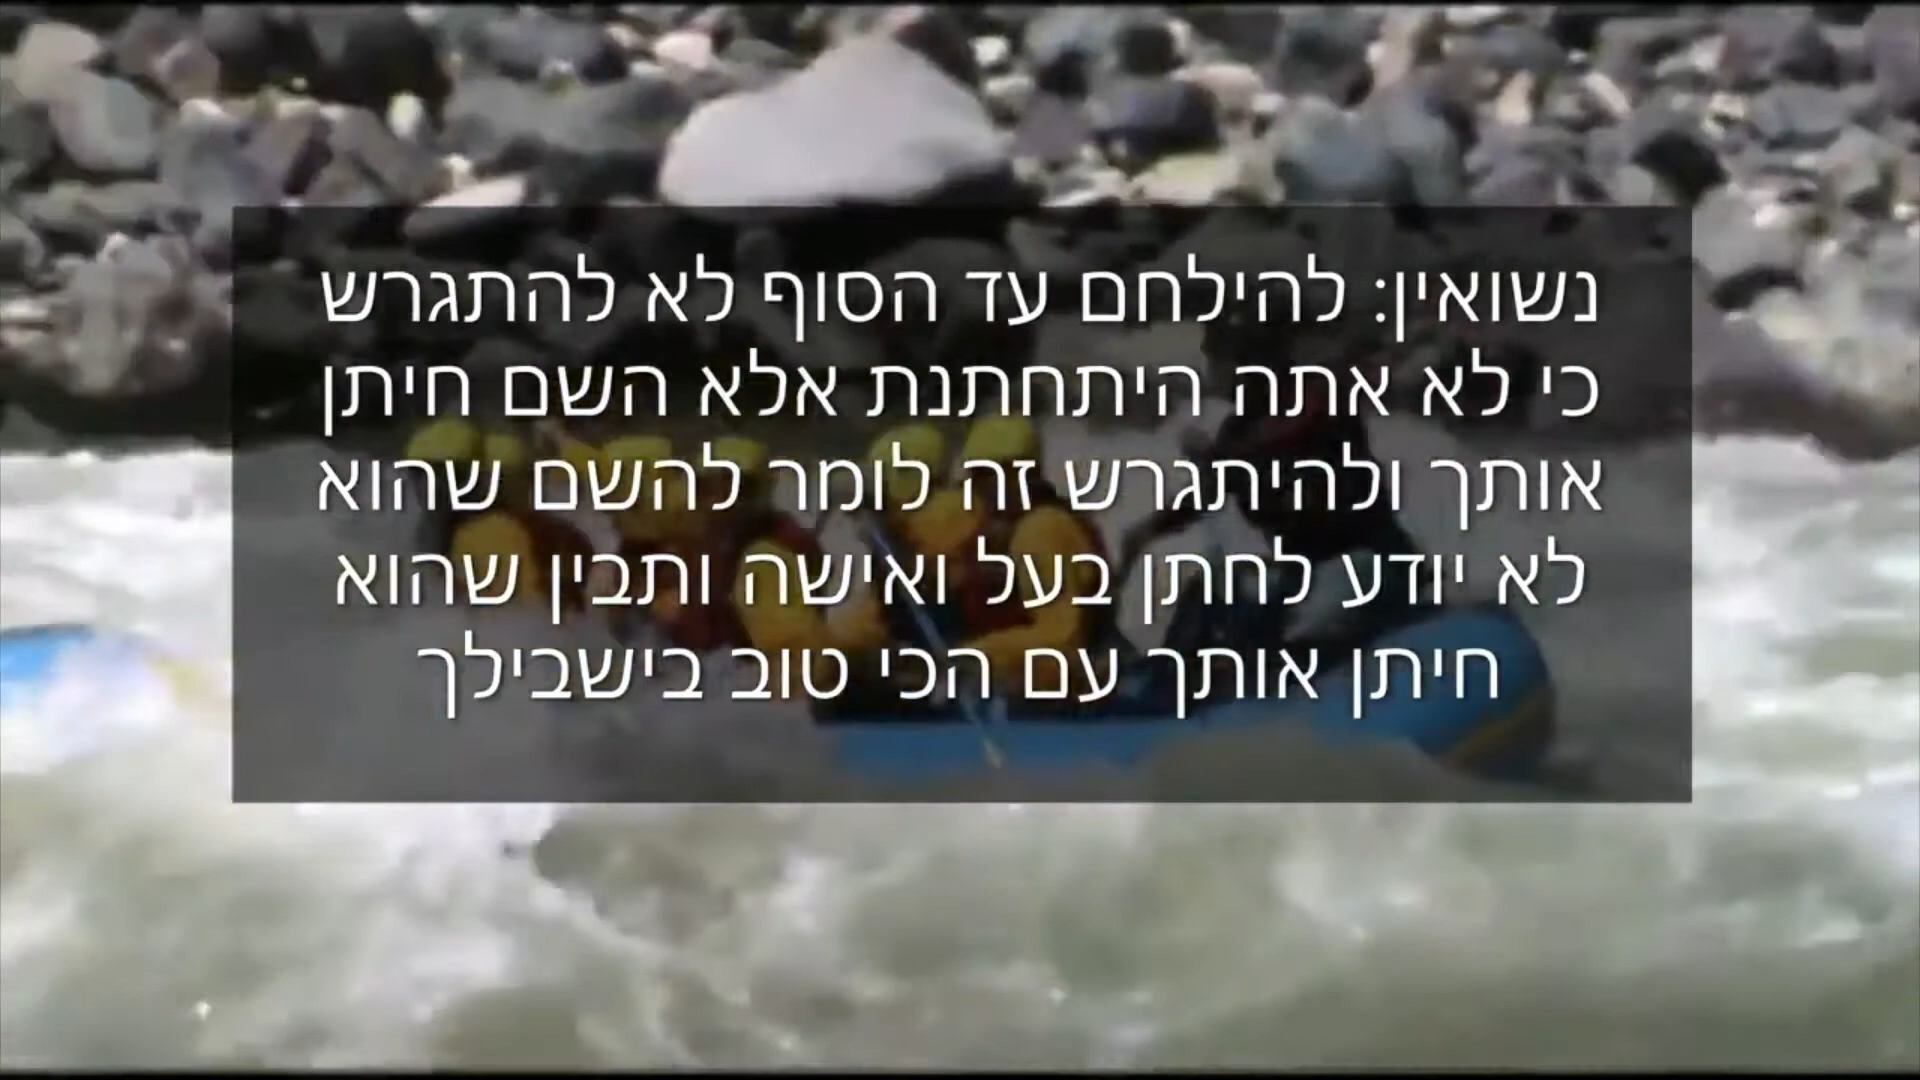 נשואין: להילחם עד הסוף לא להתגרש
כי לא אתה היתחתנת אלא השם חיתן
אותך ולהיתגרש זה לומר להשם שהוא
לא יודע לחתן בעל ואישה ותבין שהוא
חיתן אותך עם הכי טוב בישבילך